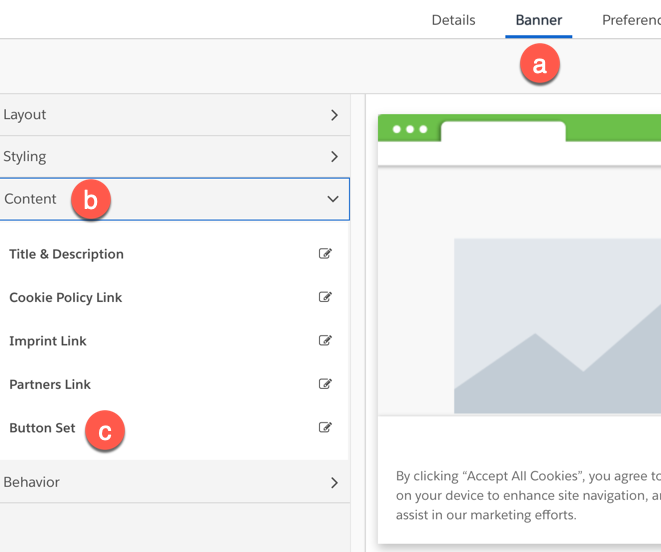 Details Banner Preferenc
a
Layout
Styling
Content b
Title & Description
Cookie Policy Link
Imprint Link
Partners Link
Button Set c
Behavior
By clicking “Accept All Cookies”, you agree to
on your device to enhance site navigation, a
assist in our marketing efforts.